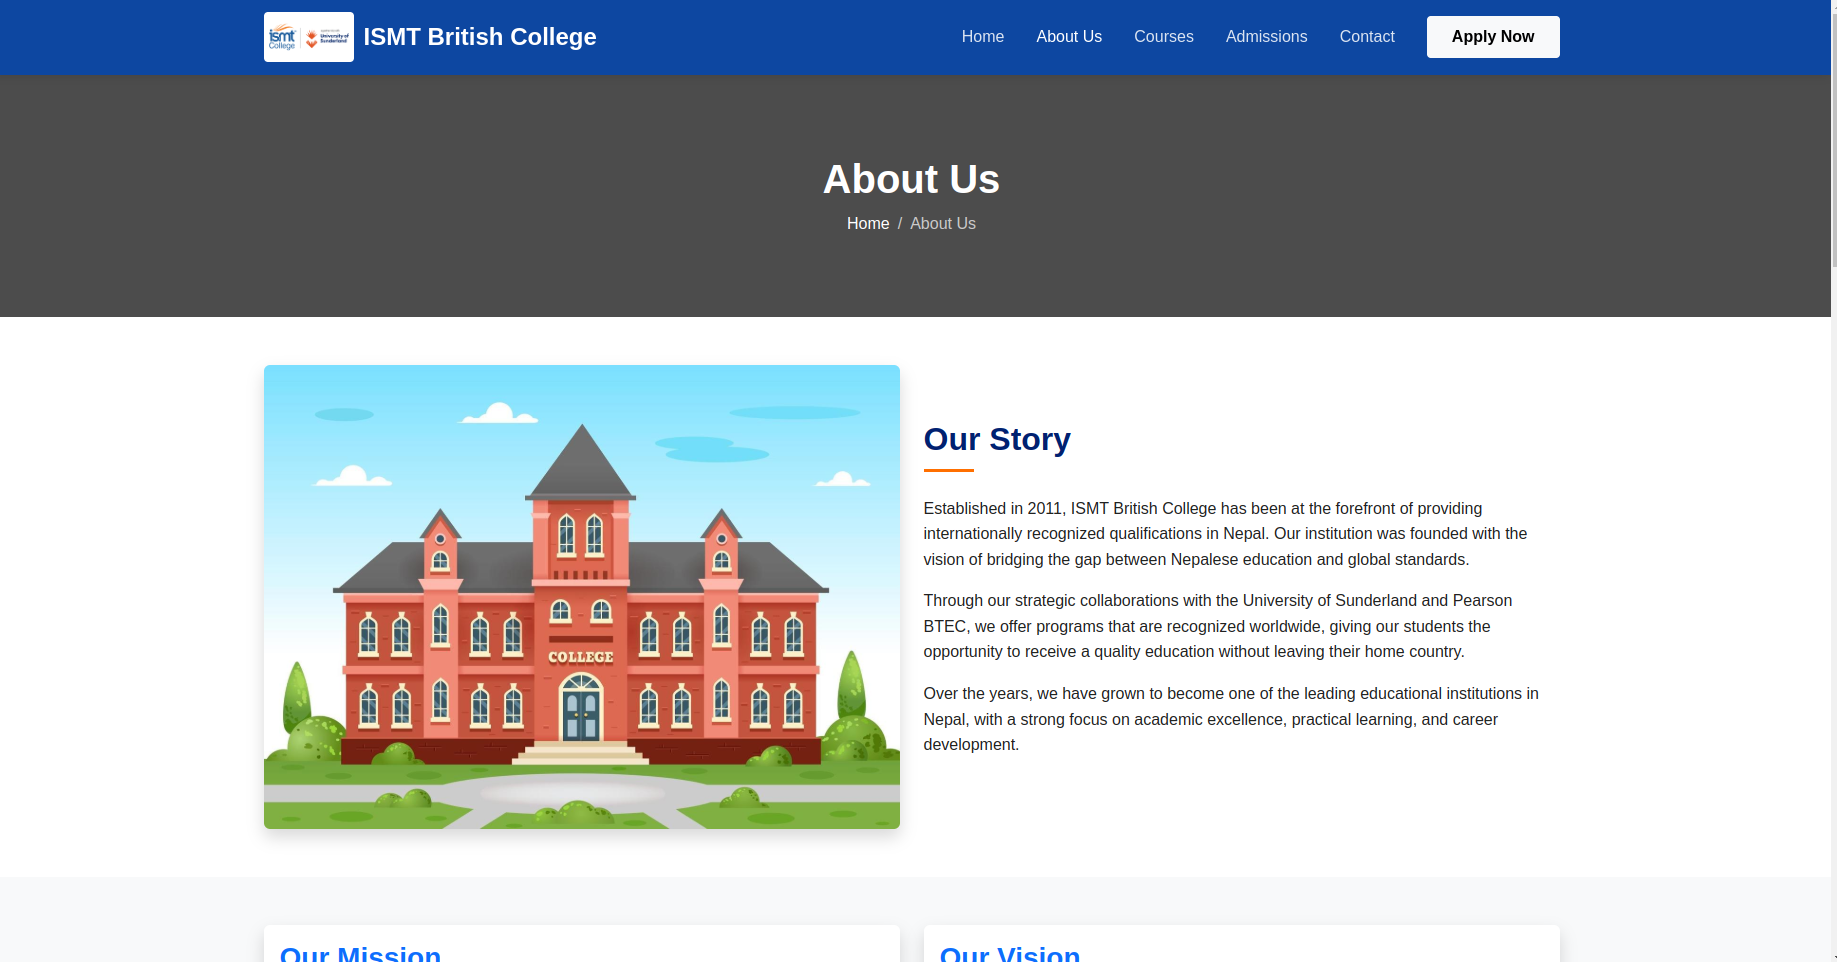 ismt
College
University of
Sunderland
ISMT British College
Home
About Us
Courses
Admissions
Contact
Apply Now
About Us
Home / About Us
COLLEGE
Our Story
Established in 2011, ISMT British College has been at the forefront of providing
internationally recognized qualifications in Nepal. Our institution was founded with the
vision of bridging the gap between Nepalese education and global standards.
Through our strategic collaborations with the University of Sunderland and Pearson
BTEC, we offer programs that are recognized worldwide, giving our students the
opportunity to receive a quality education without leaving their home country.
Over the years, we have grown to become one of the leading educational institutions in
Nepal, with a strong focus on academic excellence, practical learning, and career
development.
Our Mission
Our Vision